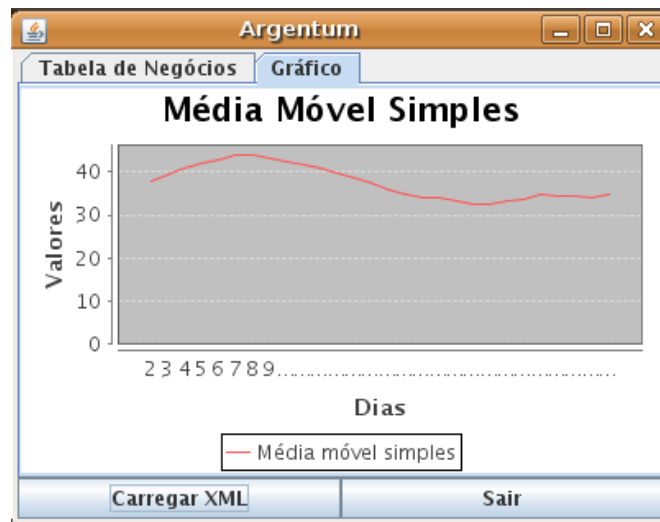 Argentum
Tabela de Negócios Gráfico
Média Móvel Simples
Valores
40
30
20
10
0
2 3 4 5 6 7 8 9...........................................................
Dias
Média móvel simples
Carregar XML Sair